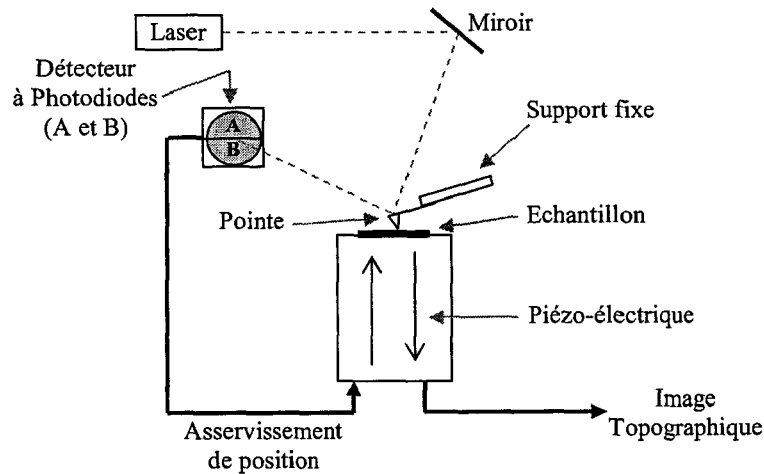 Laser
Miroir
Détecteur
à Photodiodes
(A et B)
A
B
Support fixe
Pointe
Echantillon
Piézo-électrique
Asservissement
de position
Image
Topographique